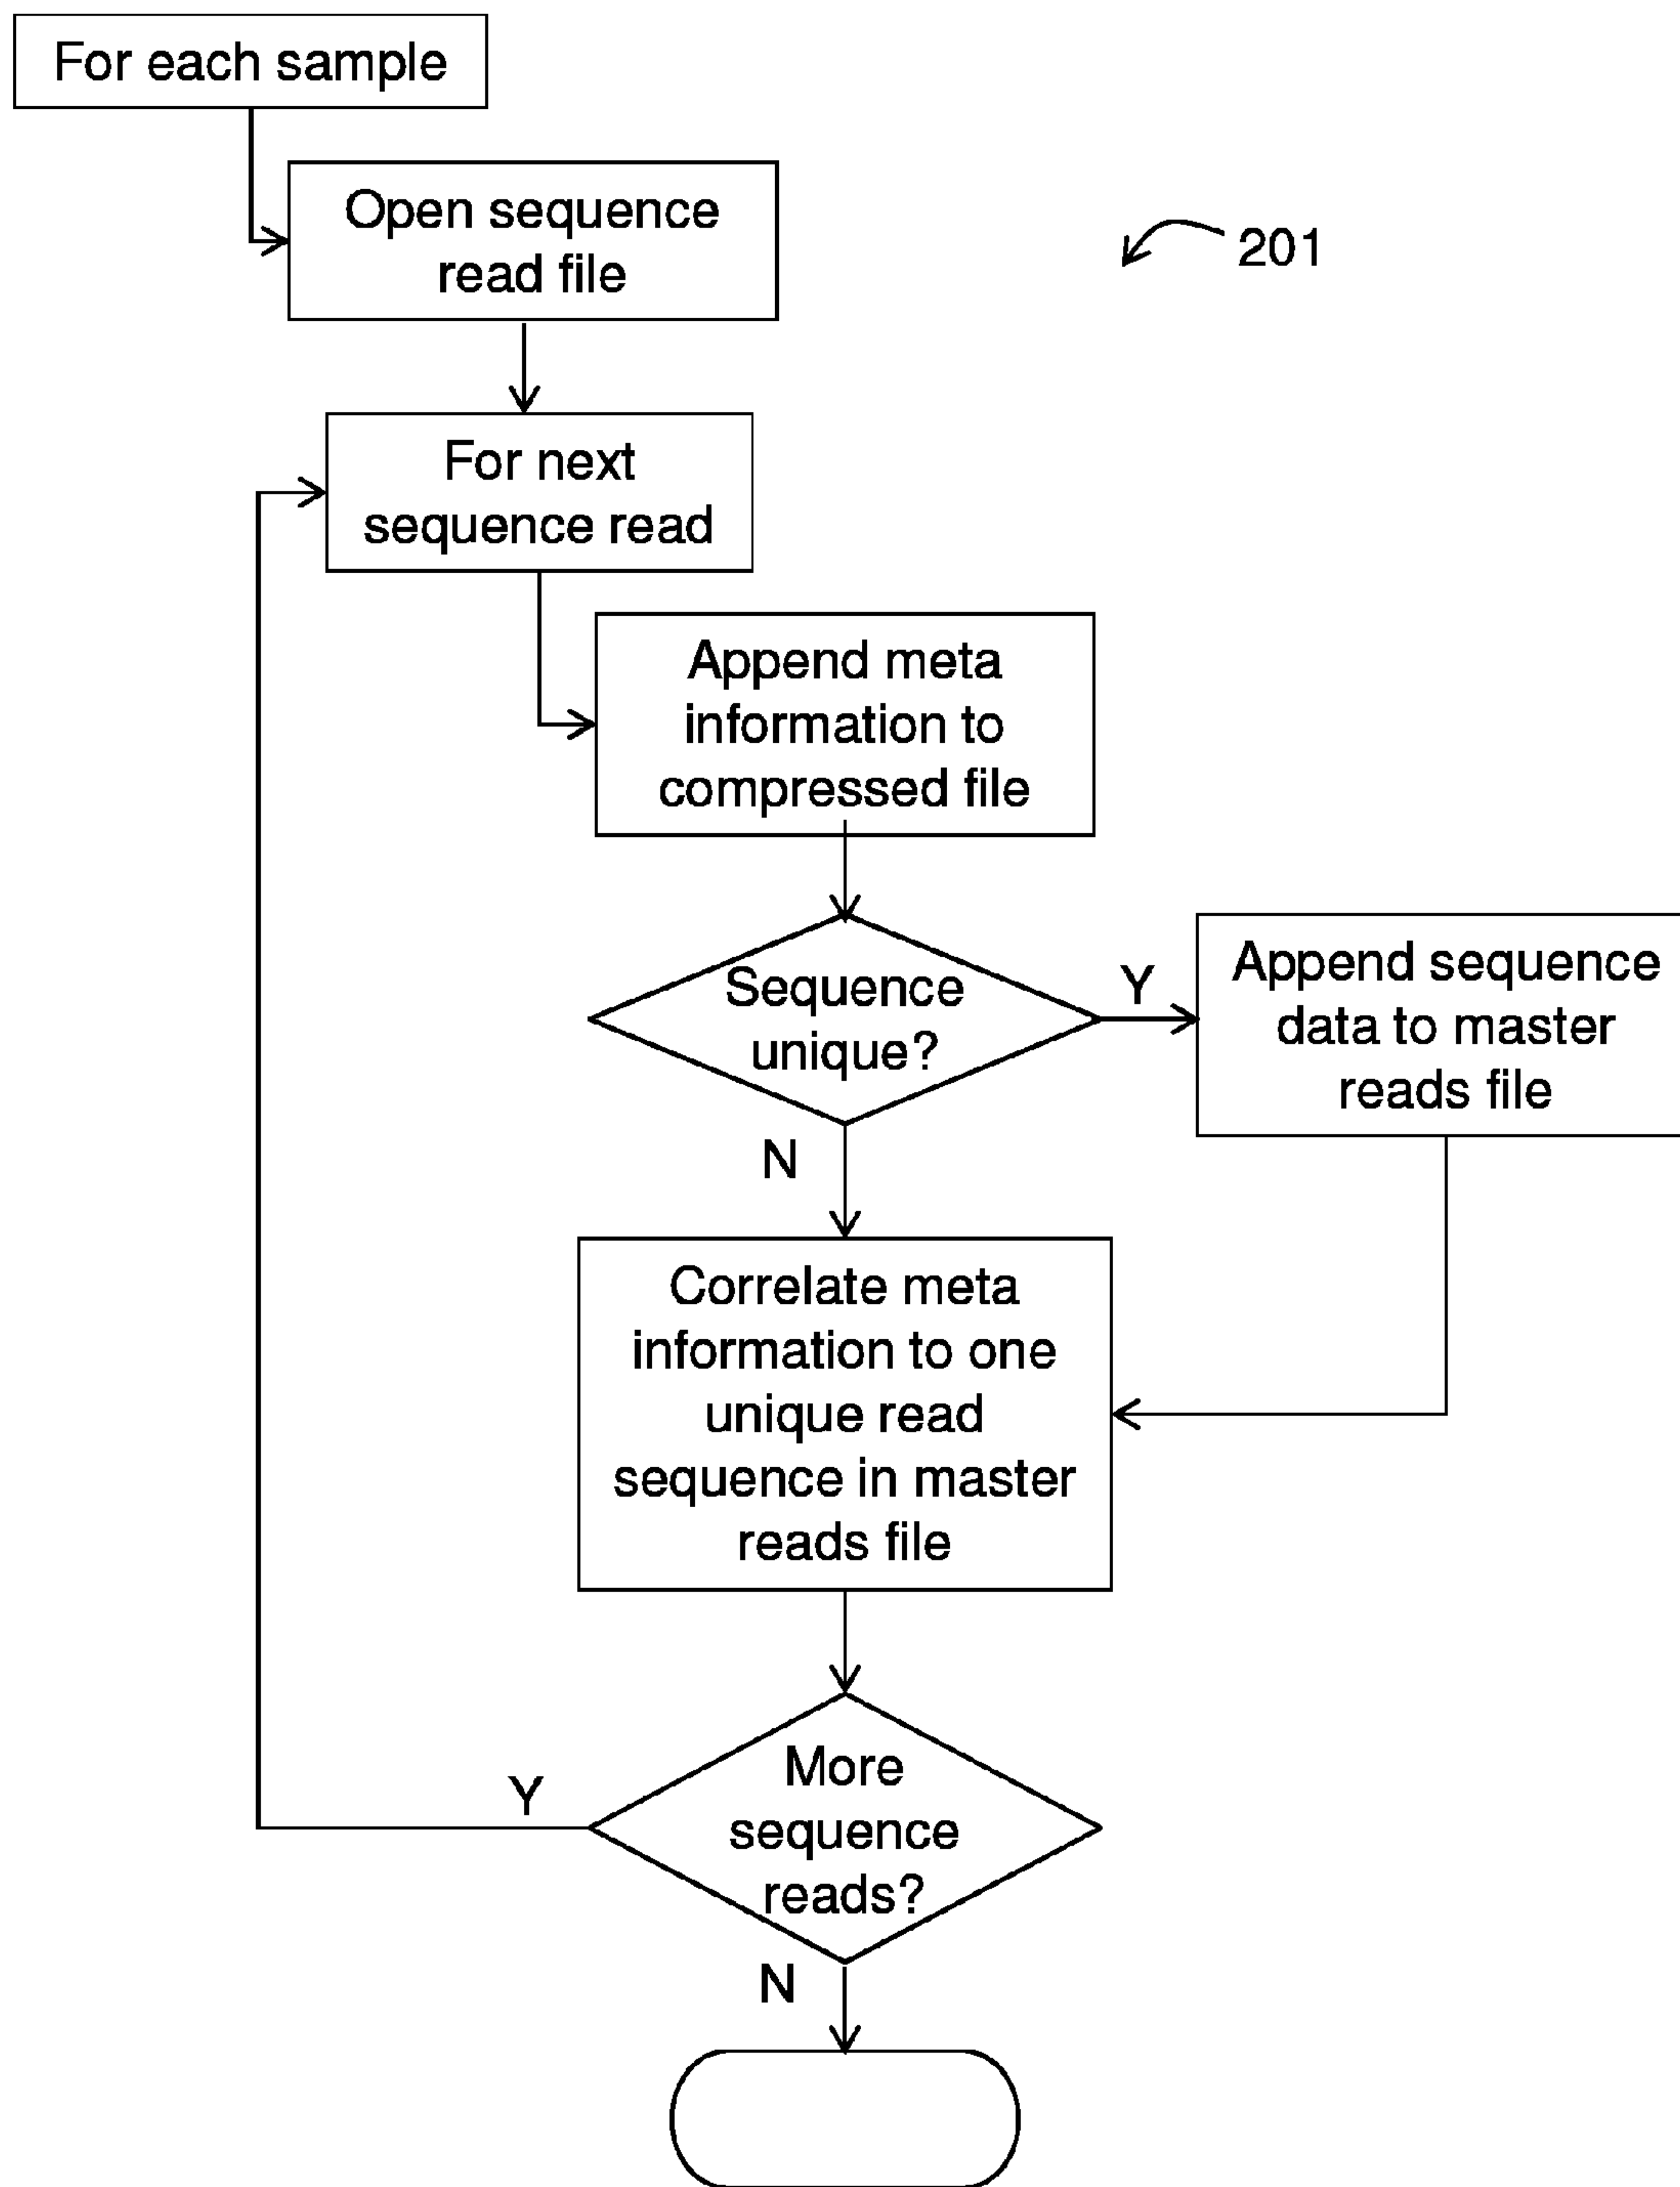 For each sample
Open sequence
read file
201
For next
sequence read
Append meta
information to
compressed file
Sequence
unique?
Y
Append sequence
data to master
reads file
N
Correlate meta
information to one
unique read
sequence in master
reads file
More
sequence
reads?
Y
N